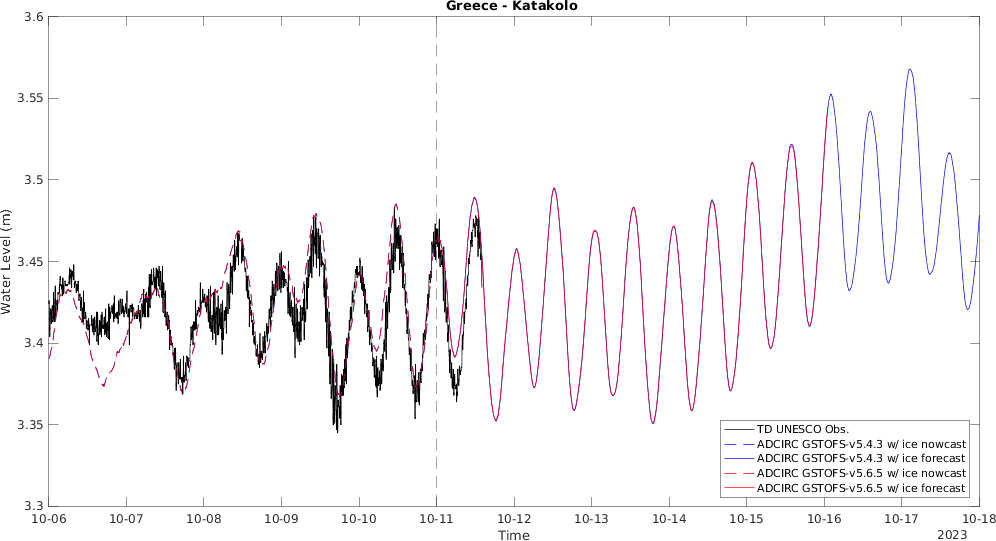 Greece - Katakolo
3.6
3.55
3.5
3.45
3.4
3.35
3.3
Water Level (m)
TD UNESCO Obs.
ADCIRC GSTOFS-v5.4.3 w/ ice nowcast
ADCIRC GSTOFS-v5.4.3 w/ ice forecast
ADCIRC GSTOFS-v5.6.5 w/ ice nowcast
ADCIRC GSTOFS-v5.6.5 w/ ice forecast
10-06 10-07 10-08 10-09 10-10 10-11 10-12 10-13 10-14 10-15 10-16 10-17 10-18
Time
2023